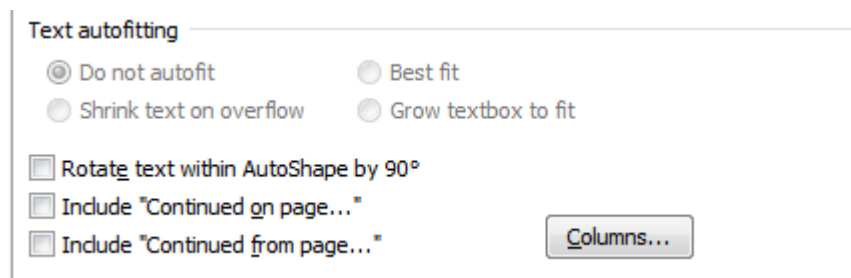 Text autofitting
Do not autofit Best fit
Shrink text on overflow Grow textbox to fit
Rotate text within AutoShape by 90°
Include "Continued on page..."
Include "Continued from page..." Columns...